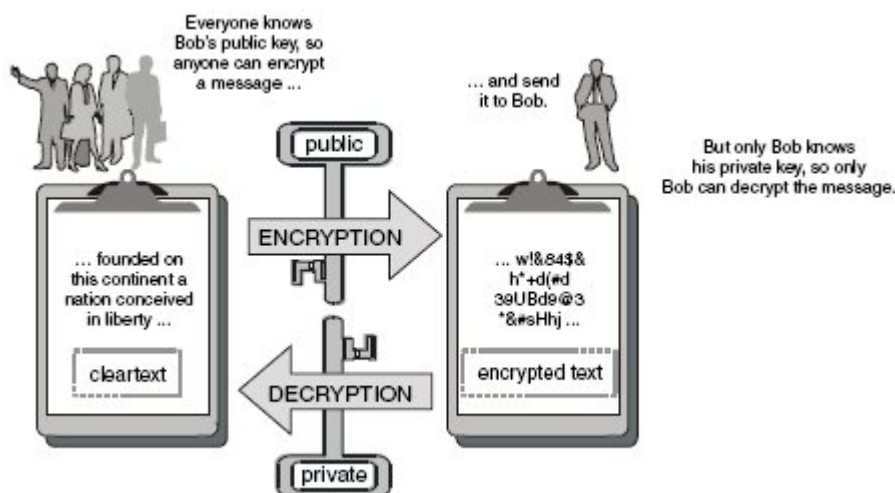 Everyone knows
Bob's public key, so
anyone can encrypt
a message ...
... and send
it to Bob.
But only Bob knows
his private key, so only
Bob can decrypt the message.
public
ENCRYPTION
... founded on
this continent a
nation conceived
in liberty ...
cleartext
... w!&84$&
h*+d(#d
39UBd9@3
*&#sHhj ...
encrypted text
DECRYPTION
private